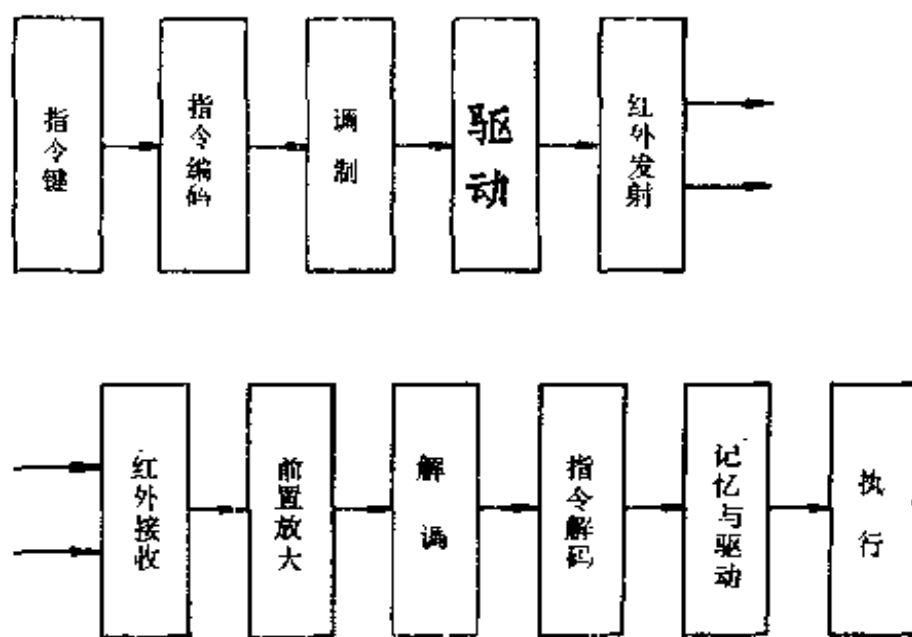 指令键
指令编码
调制
驱动
红外发射
红外接收
前置放大
解调
指令解码
记忆与驱动
执行